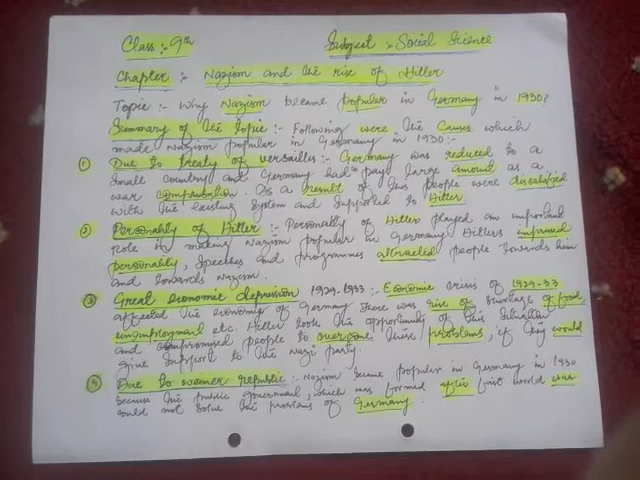 Class :- 9th Subject :- Social Science
Chapter :- Nazism and the rise of Hitler
Topic :- Why Nazism became popular in Germany in 1930?
Summary of the topic :- Following were the causes which
made Nazism popular in Germany in 1930:-
① Due to treaty of versailles :- Germany was reduced to a
small country and Germany had to pay large amount as a
war compensation. As a result of this people were dissatisfied
with the existing system and supported to Hitler.
② Personality of Hitler :- Personality of Hitler played an important
role in making Nazism popular in Germany Hitler's
personality, speeches and programmes attracted people towards him
and towards nazism.
③ Great economic depression 1929-1933 :- Economic crisis of 1929-33
affected the economy of Germany there was rise of shortage of food
unemployment etc. Hitler took the opportunity of this situation
and people to overcome these problems, if they would
give support to the Nazi party.
④ Due to republic :- Nazism became popular in Germany in 1930
because the public government, which was formed after first world war
could not solve the problems of Germany.